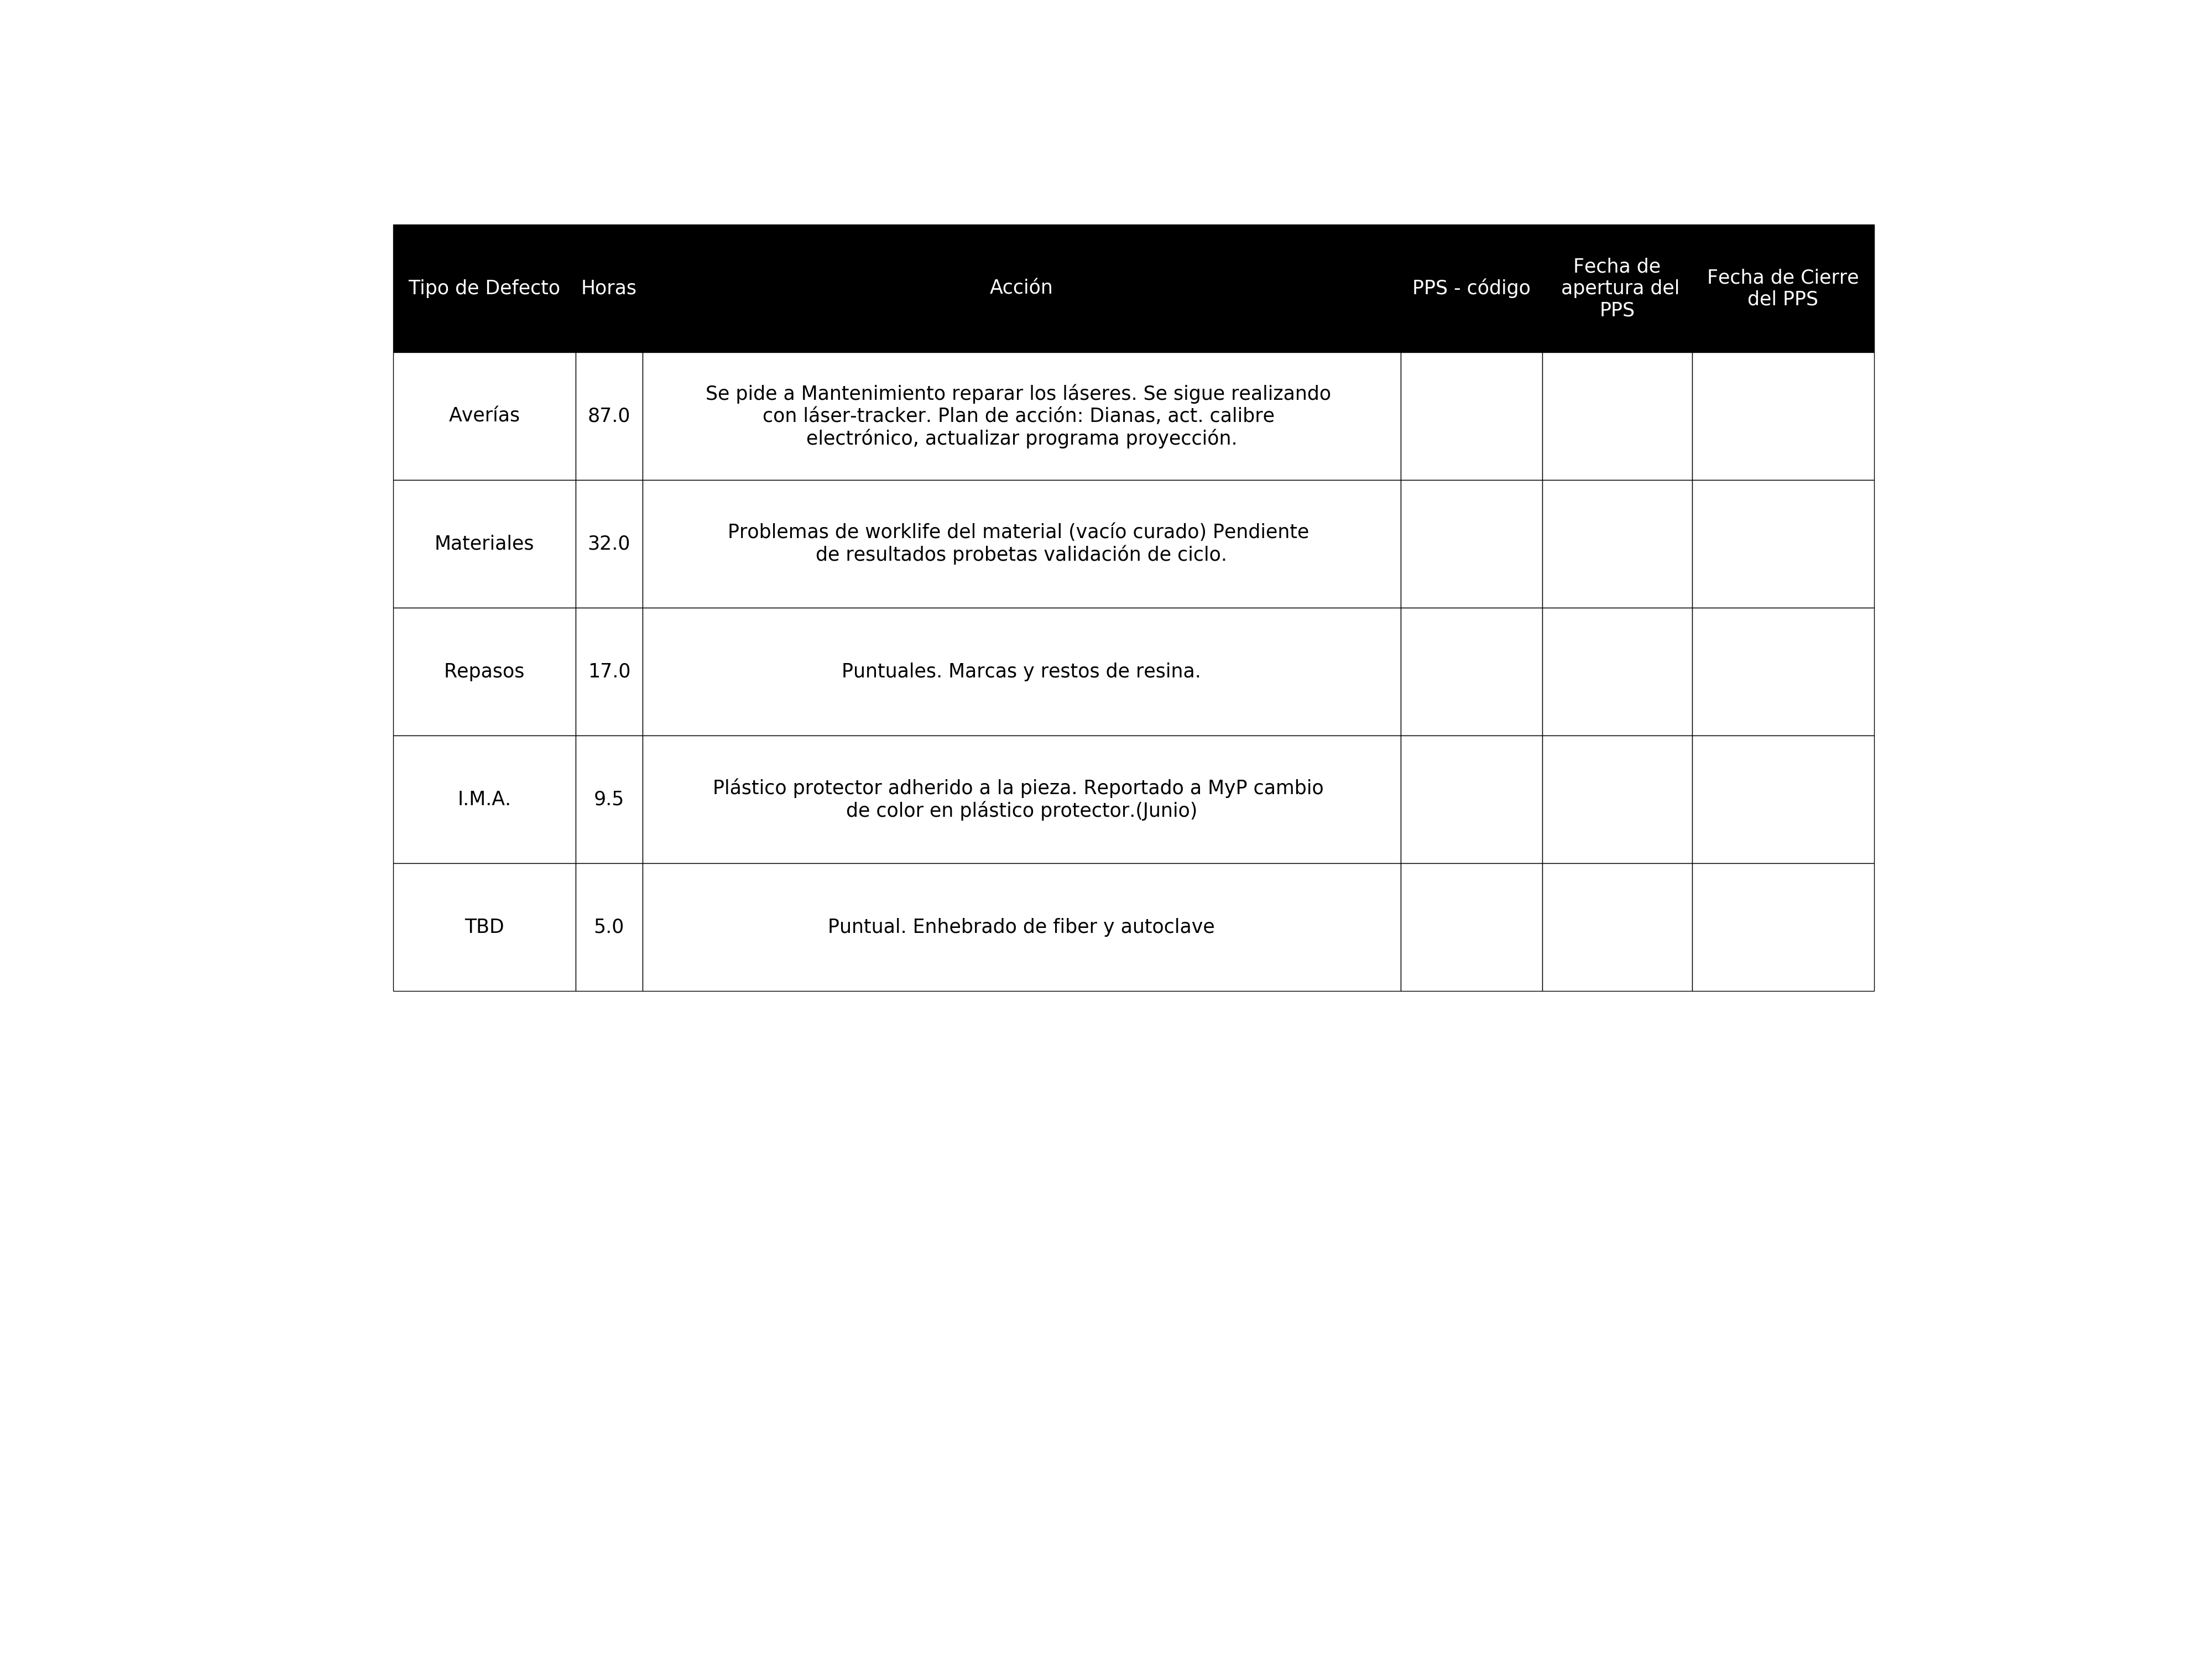 Tipo de Defecto Horas Acción PPS - código Fecha de apertura del PPS Fecha de Cierre del PPS
Averías 87.0 Se pide a Mantenimiento reparar los láseres. Se sigue realizando
con láser-tracker. Plan de acción: Dianas, act. calibre
electrónico, actualizar programa proyección.
Materiales 32.0 Problemas de worklife del material (vacío curado) Pendiente
de resultados probetas validación de ciclo.
Repasos 17.0 Puntuales. Marcas y restos de resina.
I.M.A. 9.5 Plástico protector adherido a la pieza. Reportado a MyP cambio
de color en plástico protector.(Junio)
TBD 5.0 Puntual. Enhebrado de fiber y autoclave